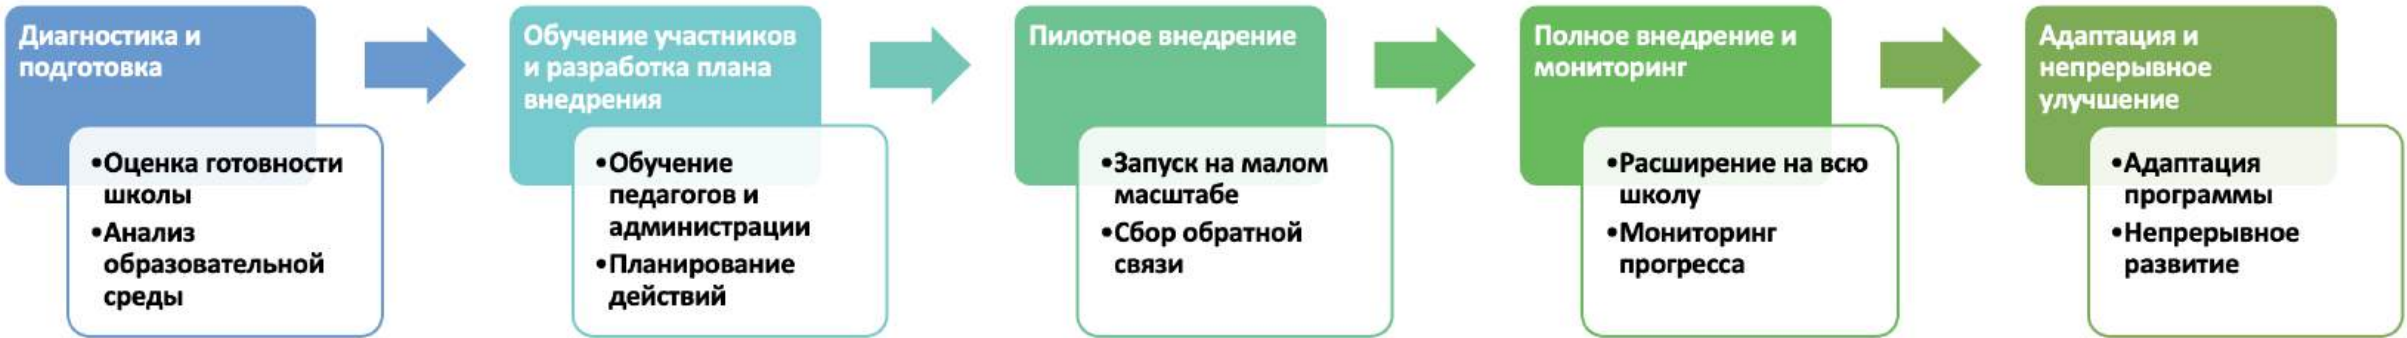 Диагностика и
подготовка
•Оценка готовности
школы
•Анализ
образовательной
среды
Обучение участников
и разработка плана
внедрения
•Обучение
педагогов и
администрации
•Планирование
действий
Пилотное внедрение
•Запуск на малом
масштабе
•Сбор обратной
связи
Полное внедрение и
мониторинг
•Расширение на всю
школу
•Мониторинг
прогресса
Адаптация и
непрерывное
улучшение
•Адаптация
программы
•Непрерывное
развитие